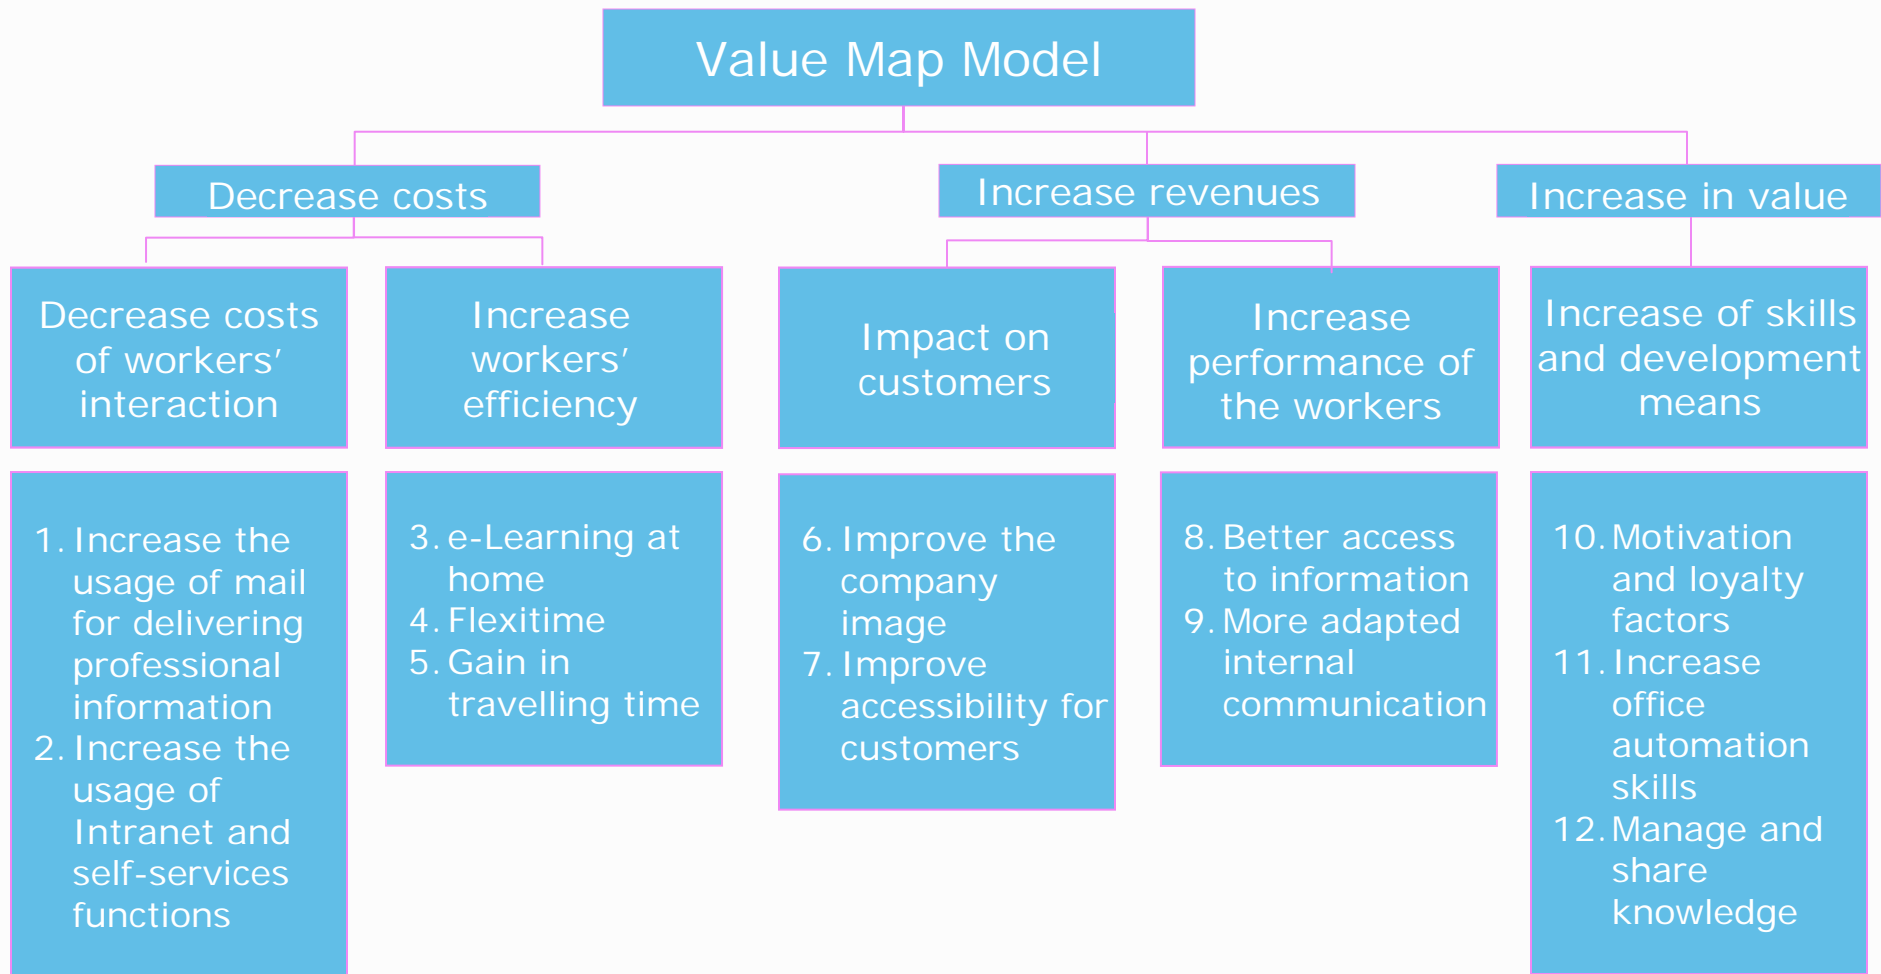 Value Map Model
Decrease costs
Increase revenues
Increase in value
Decrease costs
of workers’
interaction
Increase
workers’
efficiency
Impact on
customers
Increase
performance of
the workers
Increase of skills
and development
means
1. Increase the
usage of mail
for delivering
professional
information
2. Increase the
usage of
Intranet and
self-services
functions
3. e-Learning at
home
4. Flexitime
5. Gain in
travelling time
6. Improve the
company
image
7. Improve
accessibility for
customers
8. Better access
to information
9. More adapted
internal
communication
10. Motivation
and loyalty
factors
11. Increase
office
automation
skills
12. Manage and
share
knowledge